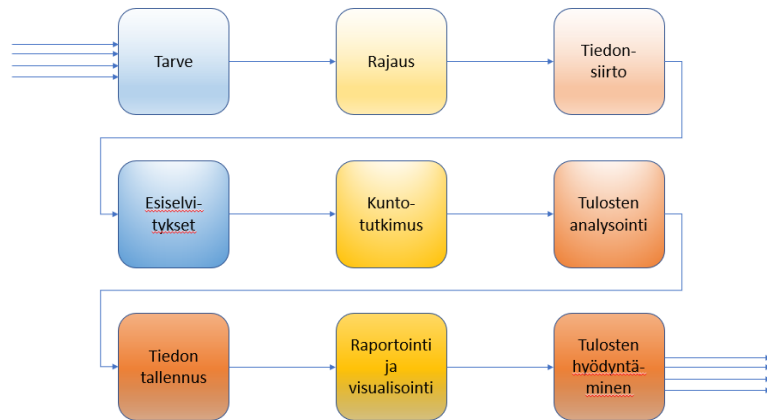 Tarve
Rajaus
Tiedon-
siirto
Esiselvi-
tykset
Kunto-
tutkimus
Tulosten
analysointi
Tiedon
tallennus
Raportointi
ja
visualisointi
Tulosten
hyödyntä-
minen